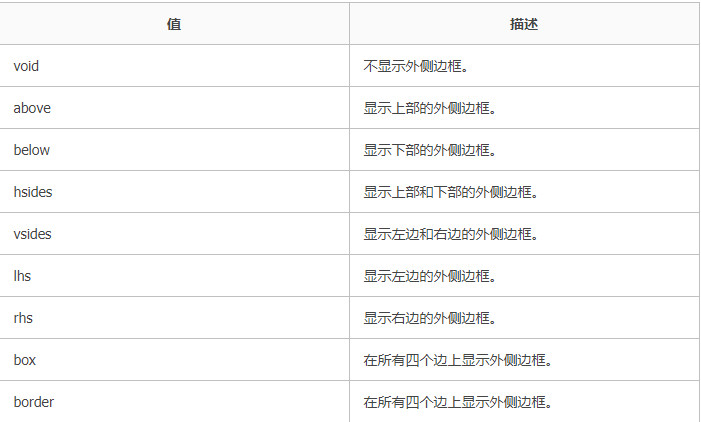 值 描述
void 不显示外侧边框。
above 显示上部的外侧边框。
below 显示下部的外侧边框。
hsides 显示上部和下部的外侧边框。
vsides 显示左边和右边的外侧边框。
lhs 显示左边的外侧边框。
rhs 显示右边的外侧边框。
box 在所有四个边上显示外侧边框。
border 在所有四个边上显示外侧边框。